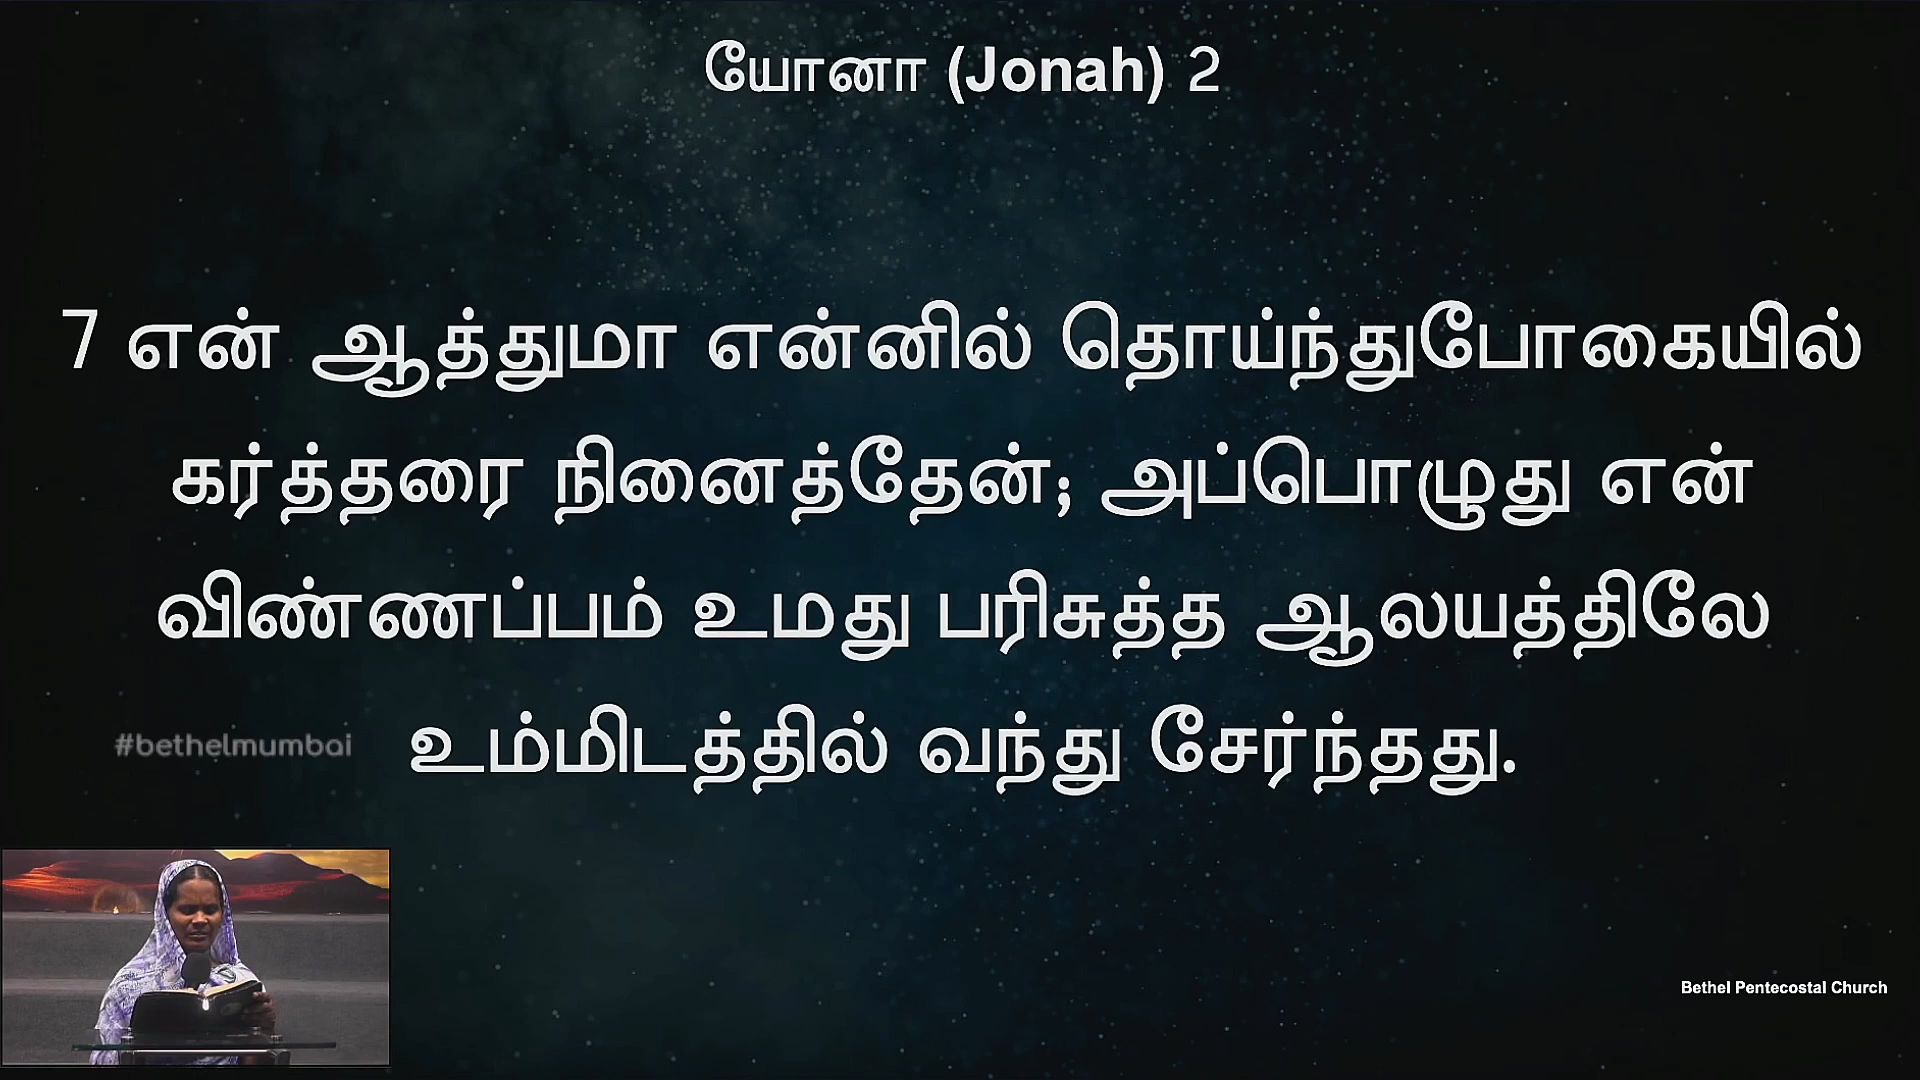 யோனா (Jonah) 2
7 என் ஆத்துமா என்னில் தொய்ந்துபோகையில்
கர்த்தரை நினைத்தேன்; அப்பொழுது என்
விண்ணப்பம் உமது பரிசுத்த ஆலயத்திலே
உம்மிடத்தில் வந்து சேர்ந்தது.
#bethelmumbai
Bethel Pentecostal Church